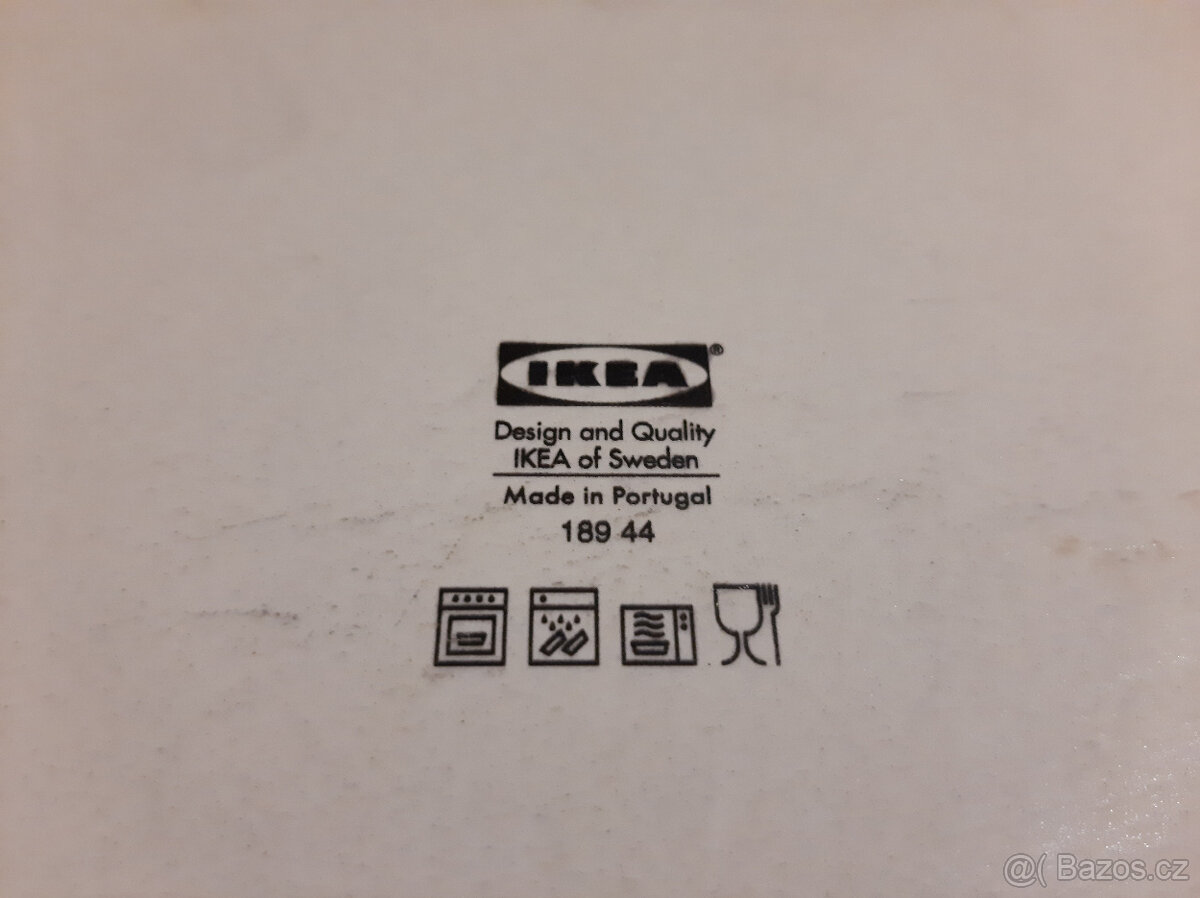 IKEA®
Design and Quality
IKEA of Sweden
Made in Portugal
189 44
@( Bazos.cz